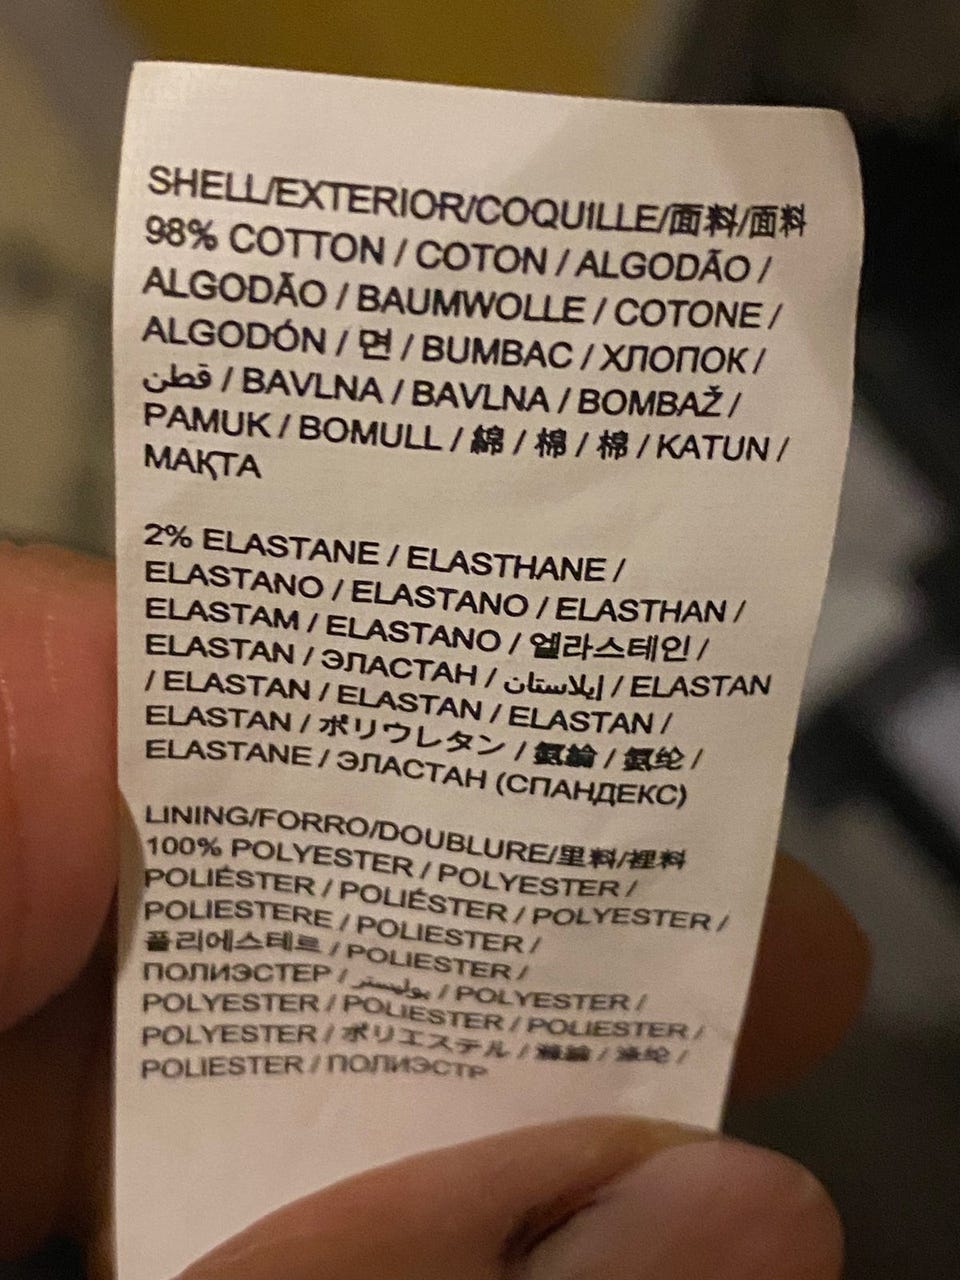 SHELL/EXTERIOR/COQUILLE/面料/面料
98% COTTON / COTON / ALGODÃO /
ALGODÃO / BAUMWOLLE / COTONE /
ALGODÓN / 면 / BUMBAC / ХЛОПОК /
قطن / BAVLNA / BAVLNA / BOMBAŽ /
PAMUK / BOMULL / 綿 / 棉 / 棉 / KATUN /
МАҚТА
2% ELASTANE / ELASTHANE /
ELASTANO / ELASTANO / ELASTHAN /
ELASTAM / ELASTANO / 엘라스테인 /
ELASTAN / ЭЛАСТАН / إيلاستان / ELASTAN
/ ELASTAN / ELASTAN / ELASTAN /
ELASTAN / ポリウレタン / 氨綸 / 氨纶 /
ELASTANE / ЭЛАСТАН (СПАНДЕКС)
LINING/FORRO/DOUBLURE/里料/裡料
100% POLYESTER / POLYESTER /
POLIÉSTER / POLIÉSTER / POLYESTER /
POLIESTERE / POLIESTER /
폴리에스테르 / POLIESTER /
ПОЛИЭСТЕР / بوليستر / POLYESTER /
POLYESTER / POLIESTER / POLIESTER /
POLYESTER / ポリエステル / 滌綸 / 涤纶 /
POLIESTER / ПОЛИЭСТР